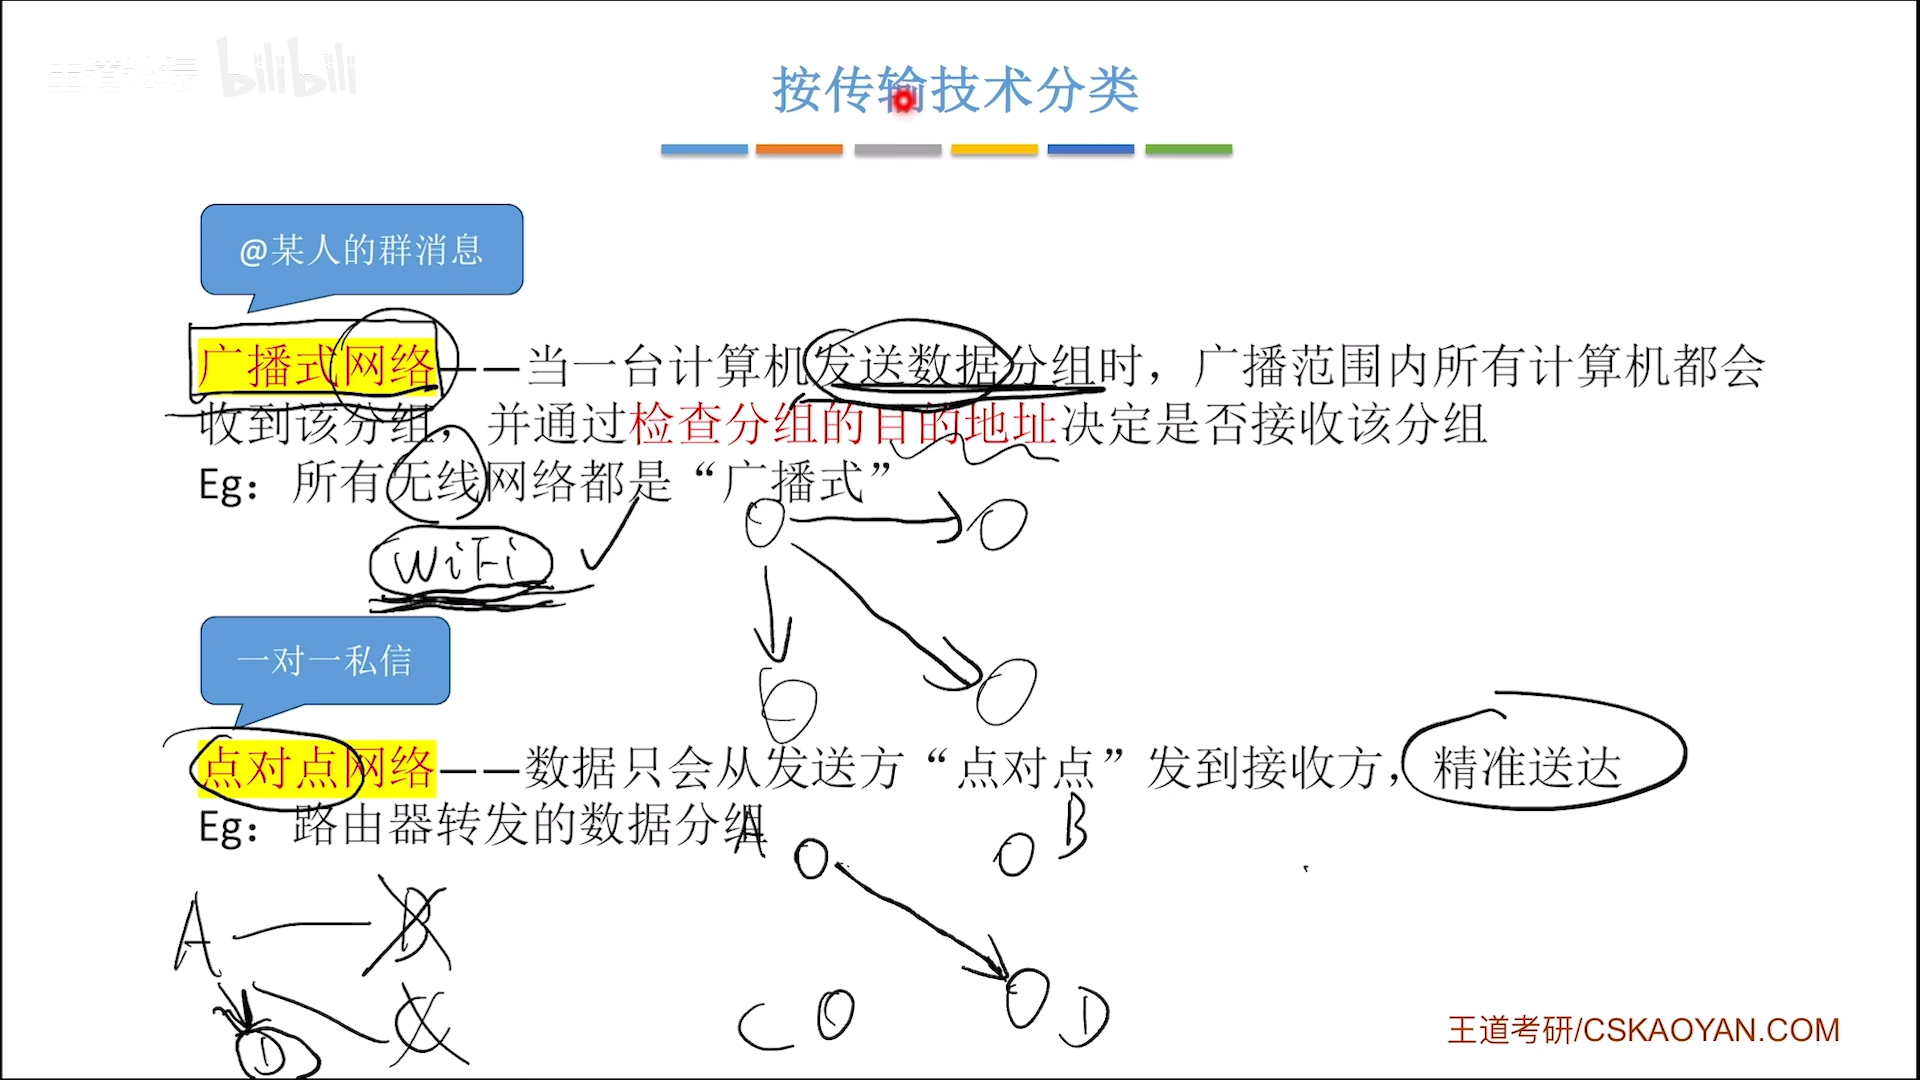 王道论坛 bilibili
按传输技术分类
@某人的群消息
广播式网络——当一台计算机发送数据分组时，广播范围内所有计算机都会
收到该分组，并通过检查分组的目的地址决定是否接收该分组
Eg：所有无线网络都是“广播式”
WiFi
一对一私信
点对点网络——数据只会从发送方“点对点”发到接收方，精准送达
Eg：路由器转发的数据分组
A B
A B
C
D
C D
王道考研/CSKAOYAN.COM